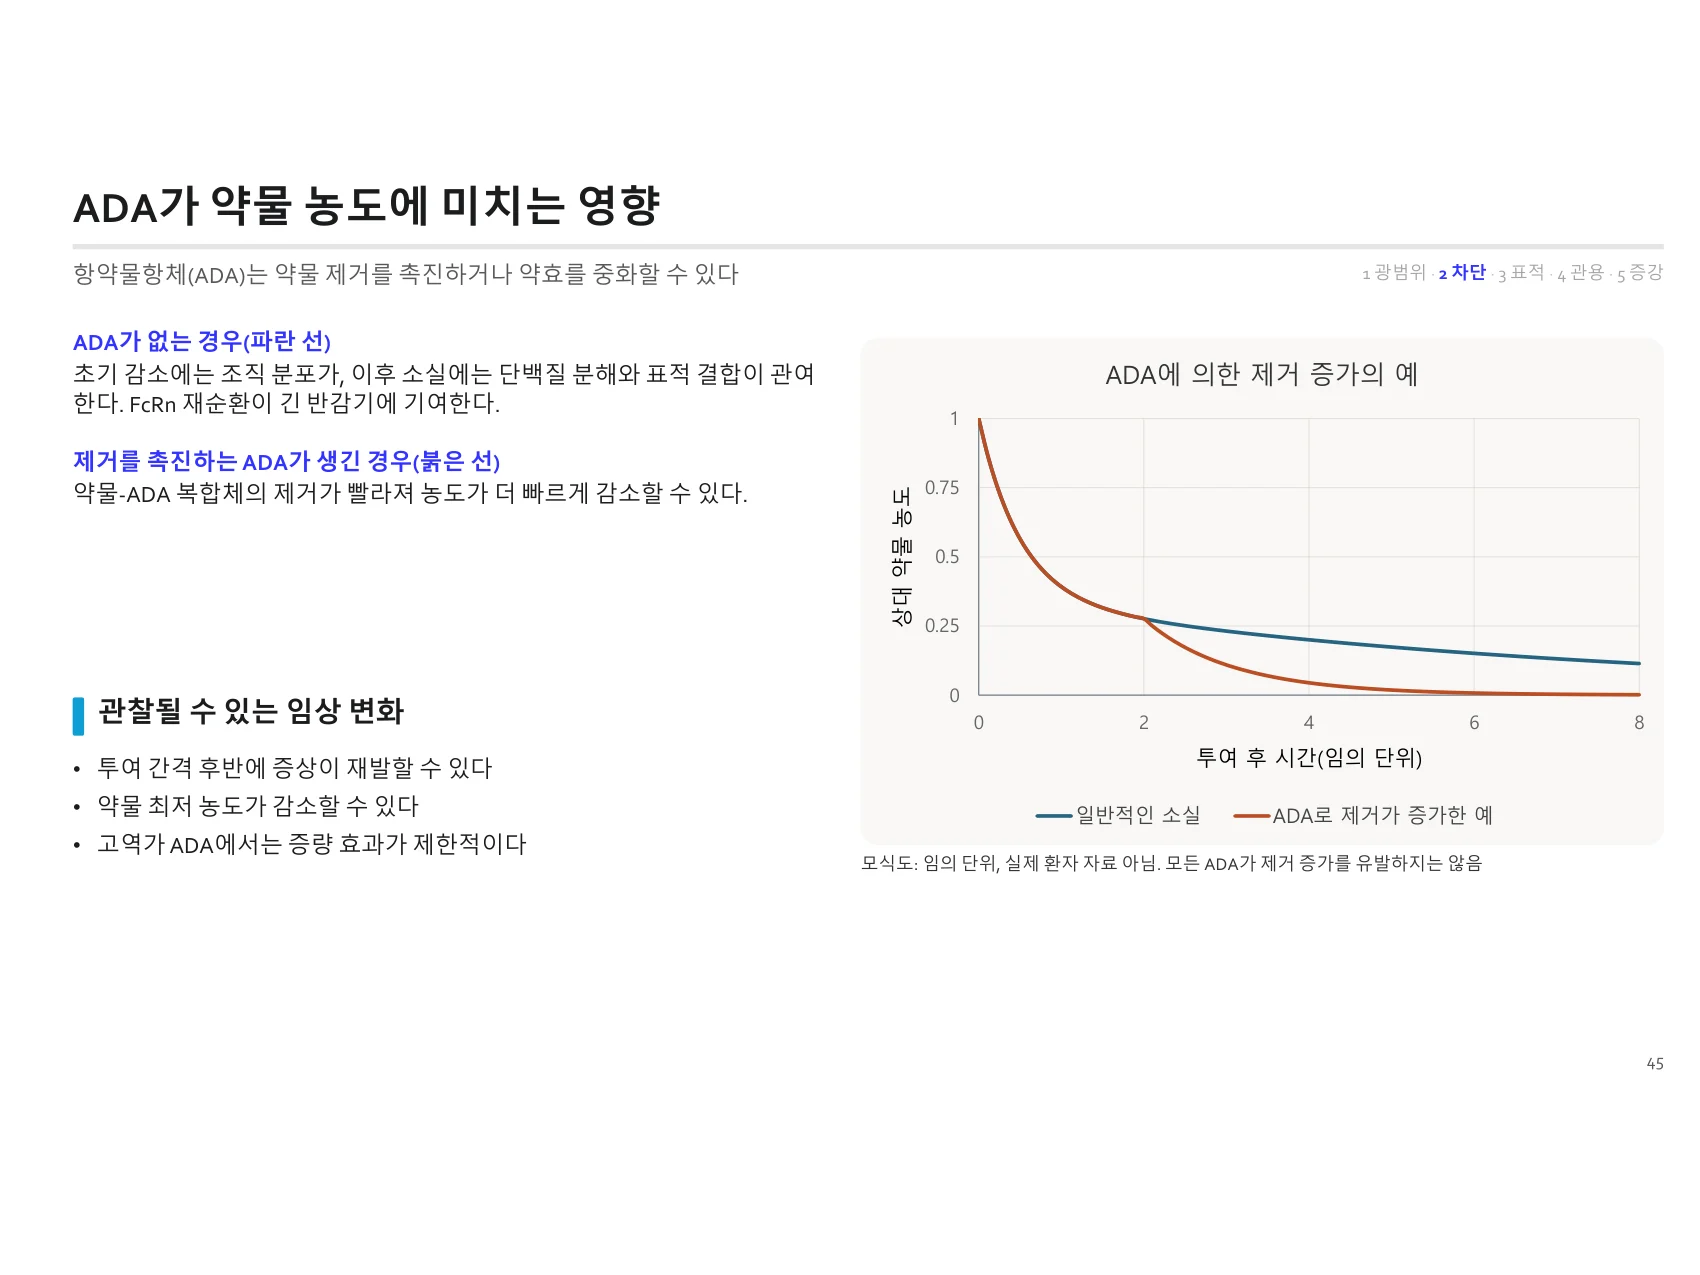 ADA가 약물 농도에 미치는 영향
항약물항체(ADA)는 약물 제거를 촉진하거나 약효를 중화할 수 있다
1 광범위 · 2 차단 · 3 표적 · 4 관용 · 5 증강
ADA가 없는 경우(파란 선)
초기 감소에는 조직 분포가, 이후 소실에는 단백질 분해와 표적 결합이 관여
한다. FcRn 재순환이 긴 반감기에 기여한다.
제거를 촉진하는 ADA가 생긴 경우(붉은 선)
약물-ADA 복합체의 제거가 빨라져 농도가 더 빠르게 감소할 수 있다.
관찰될 수 있는 임상 변화
• 투여 간격 후반에 증상이 재발할 수 있다
• 약물 최저 농도가 감소할 수 있다
• 고역가 ADA에서는 증량 효과가 제한적이다
ADA에 의한 제거 증가의 예
상대 약물 농도
1
0.75
0.5
0.25
0
0 2 4 6 8
투여 후 시간(임의 단위)
일반적인 소실 ADA로 제거가 증가한 예
모식도: 임의 단위, 실제 환자 자료 아님. 모든 ADA가 제거 증가를 유발하지는 않음
45